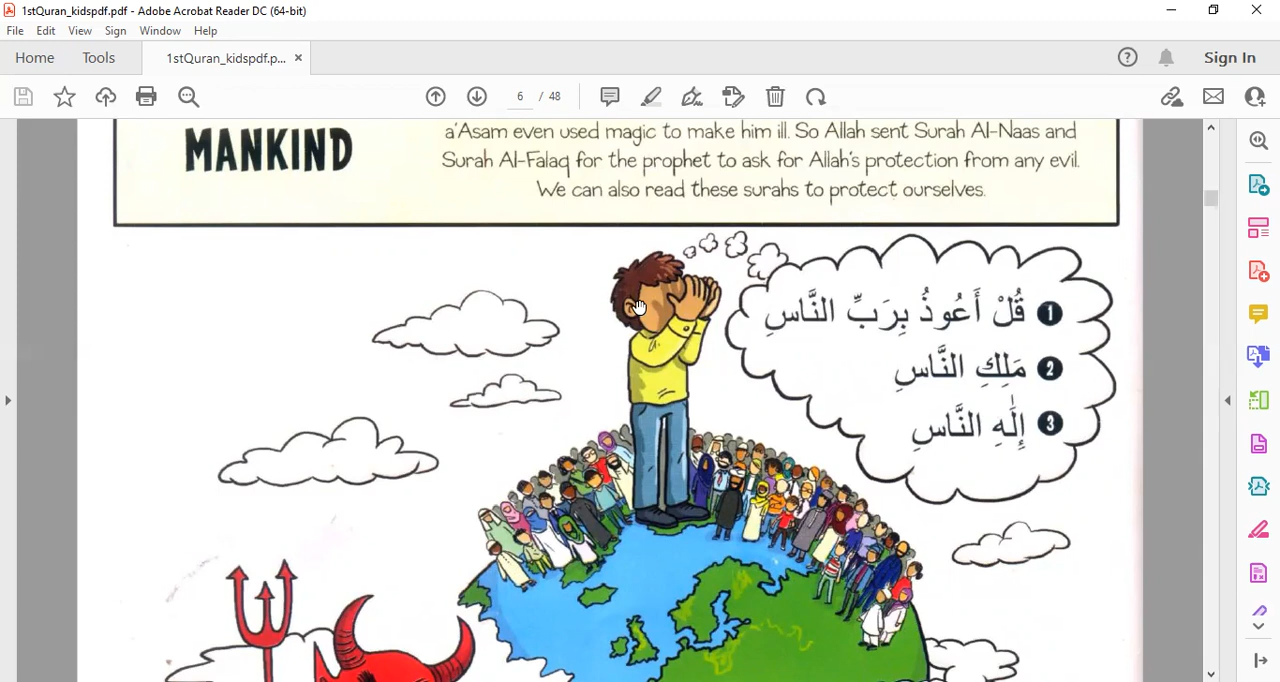 1stQuran_kidspdf.pdf - Adobe Acrobat Reader DC (64-bit)
File Edit View Sign Window Help
Home Tools 1stQuran_kidspdf.p... × Sign In
6 / 48
MANKIND
a'Asam even used magic to make him ill. So Allah sent Surah Al-Naas and
Surah Al-Falaq for the prophet to ask for Allah's protection from any evil.
We can also read these surahs to protect ourselves.
1 قُلْ أَعُوذُ بِرَبِّ النَّاسِ
2 مَلِكِ النَّاسِ
3 إِلَٰهِ النَّاسِ